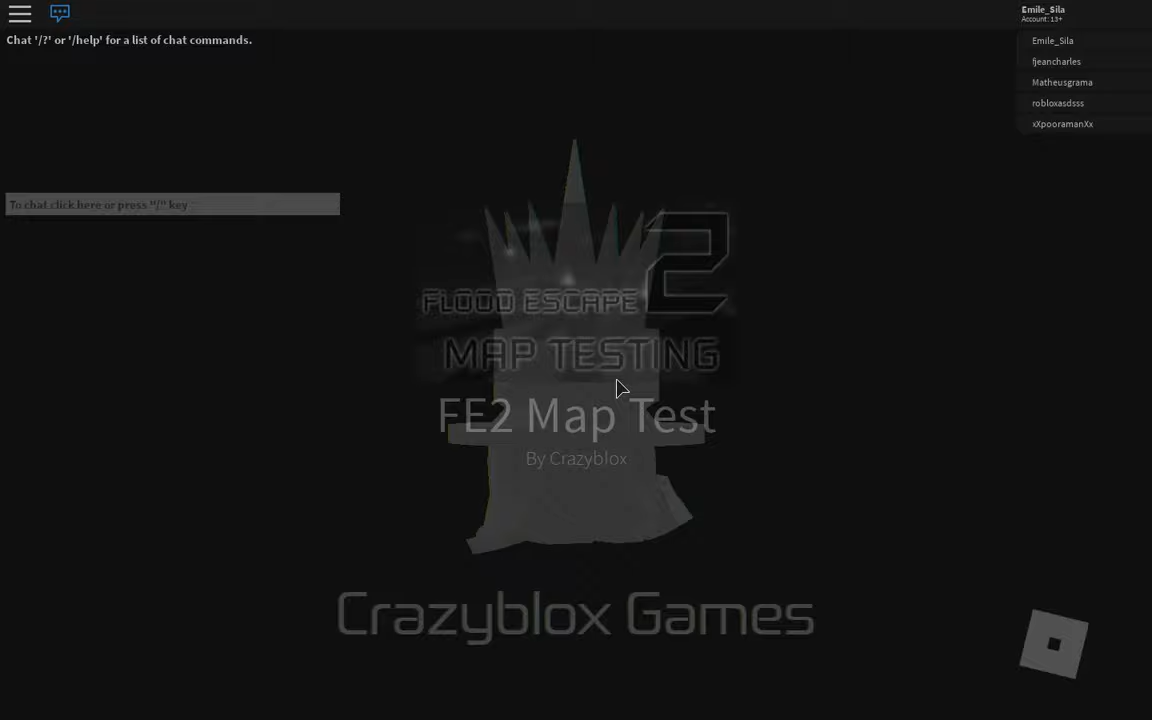 Emile_Sila
Account: 13+
Chat '/?' or '/help' for a list of chat commands.
Emile_Sila
fjeancharles
Matheusgrama
robloxasdsss
xXpooramanXx
To chat click here or press "/" key
2
FLOOD ESCAPE
MAP TESTING
FE2 Map Test
By Crazyblox
Crazyblox Games